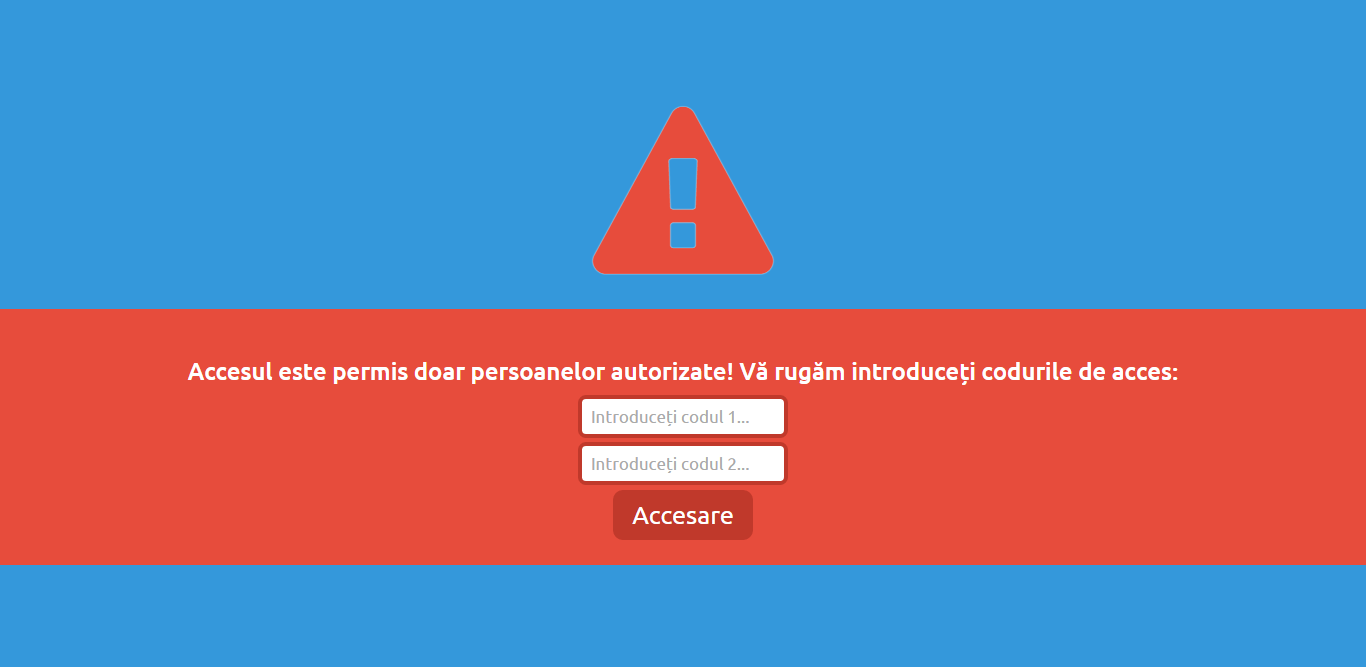 Accesul este permis doar persoanelor autorizate! Vă rugăm introduceți codurile de acces:
Introduceți codul 1...
Introduceți codul 2...
Accesare